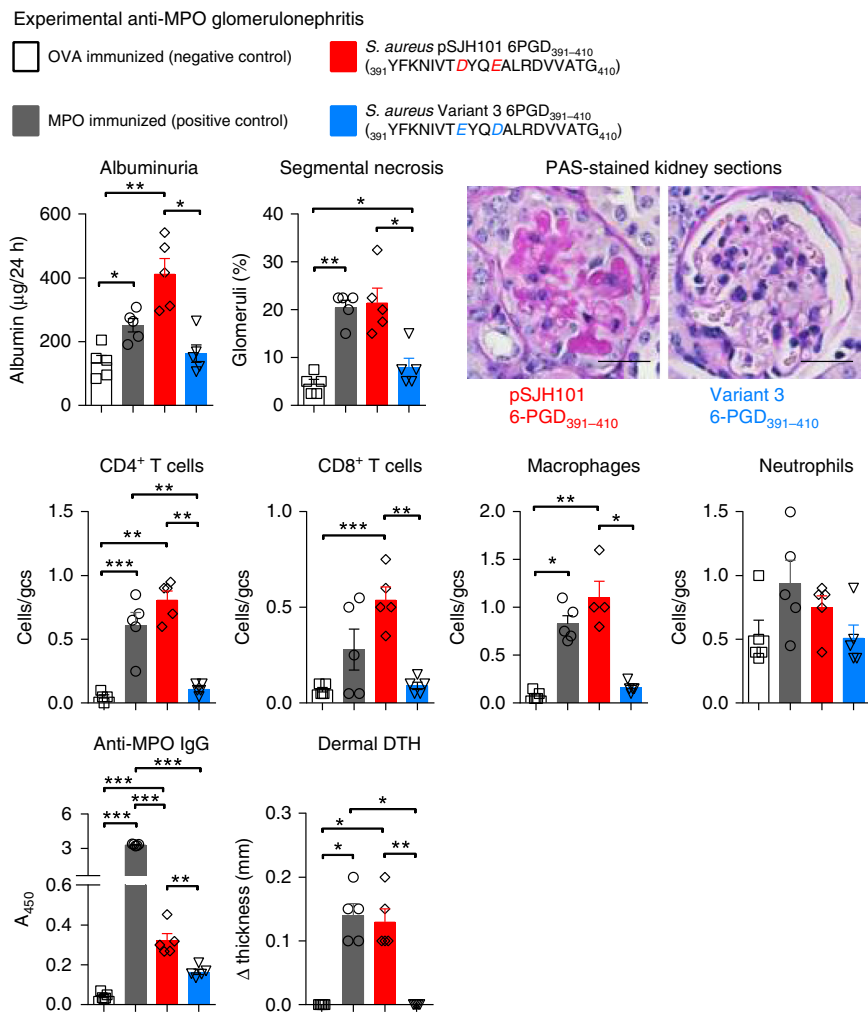 Experimental anti-MPO glomerulonephritis
OVA immunized (negative control)
S. aureus pSJH101 6PGD391–410
(391YFKNIVTDYQEALRDVVATG410)
MPO immunized (positive control)
S. aureus Variant 3 6PGD391–410
(391YFKNIVTEYQDALRDVVATG410)
Albuminuria
Segmental necrosis
PAS-stained kidney sections
**
*
*
600
400
200
0
Albumin (µg/24 h)
*
*
**
40
30
20
10
0
Glomeruli (%)
pSJH101
6-PGD391–410
Variant 3
6-PGD391–410
CD4+ T cells
CD8+ T cells
Macrophages
Neutrophils
**
**
**
***
1.5
1.0
0.5
0.0
Cells/gcs
***
**
1.0
0.5
0.0
Cells/gcs
**
*
*
2.0
1.5
1.0
0.5
0.0
Cells/gcs
1.5
1.0
0.5
0.0
Cells/gcs
Anti-MPO IgG
Dermal DTH
***
***
***
***
**
6
3
0.6
0.4
0.2
0.0
A450
*
*
*
**
0.3
0.2
0.1
0.0
Δ thickness (mm)